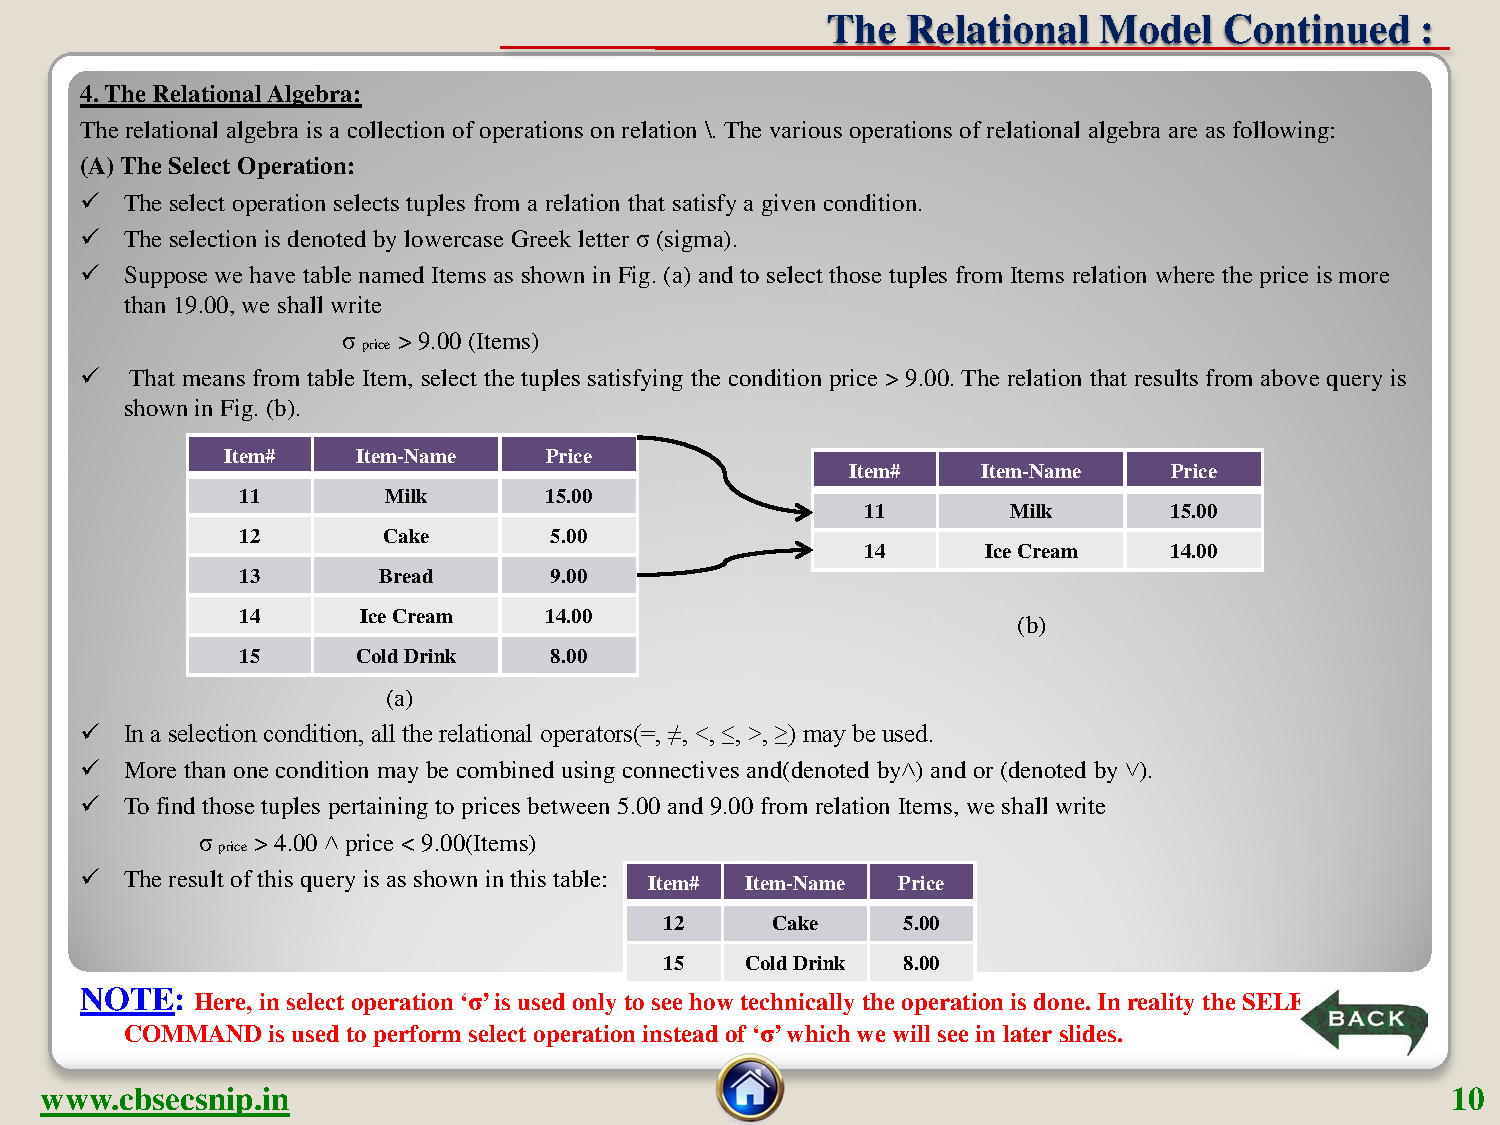 The Relational Model Continued :
4. The Relational Algebra:
The relational algebra is a collection of operations on relation \. The various operations of relational algebra are as following:
(A) The Select Operation:
✓ The select operation selects tuples from a relation that satisfy a given condition.
✓ The selection is denoted by lowercase Greek letter σ (sigma).
✓ Suppose we have table named Items as shown in Fig. (a) and to select those tuples from Items relation where the price is more
than 19.00, we shall write
σ price > 9.00 (Items)
✓ That means from table Item, select the tuples satisfying the condition price > 9.00. The relation that results from above query is
shown in Fig. (b).
Item# Item-Name Price
11 Milk 15.00
12 Cake 5.00
13 Bread 9.00
14 Ice Cream 14.00
15 Cold Drink 8.00
(a)
Item# Item-Name Price
11 Milk 15.00
14 Ice Cream 14.00
(b)
✓ In a selection condition, all the relational operators(=, ≠, <, ≤, >, ≥) may be used.
✓ More than one condition may be combined using connectives and(denoted by^) and or (denoted by ˅).
✓ To find those tuples pertaining to prices between 5.00 and 9.00 from relation Items, we shall write
σ price > 4.00 ^ price < 9.00(Items)
✓ The result of this query is as shown in this table:
Item# Item-Name Price
12 Cake 5.00
15 Cold Drink 8.00
NOTE: Here, in select operation ‘σ’ is used only to see how technically the operation is done. In reality the SELE
COMMAND is used to perform select operation instead of ‘σ’ which we will see in later slides.
BACK
www.cbsecsnip.in
10